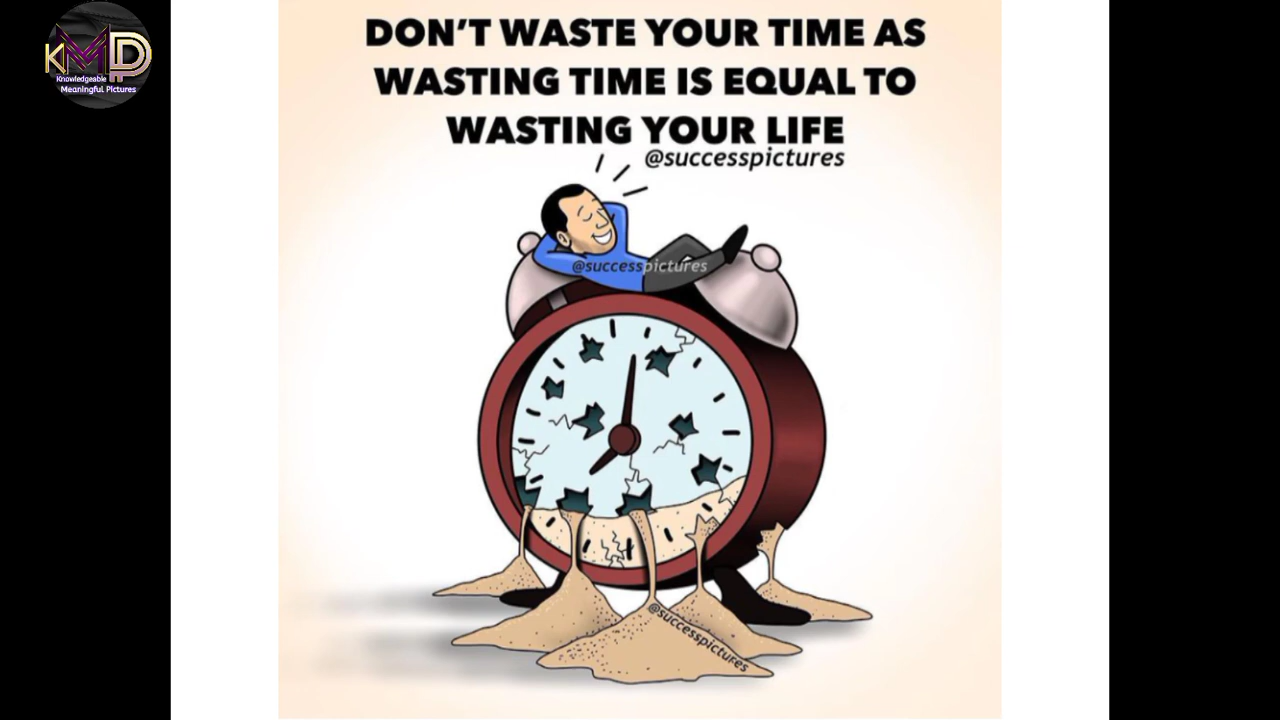 KMP
Knowledgeable
Meaningful Pictures
DON'T WASTE YOUR TIME AS
WASTING TIME IS EQUAL TO
WASTING YOUR LIFE
@successpictures
@successpictures
@successpictures